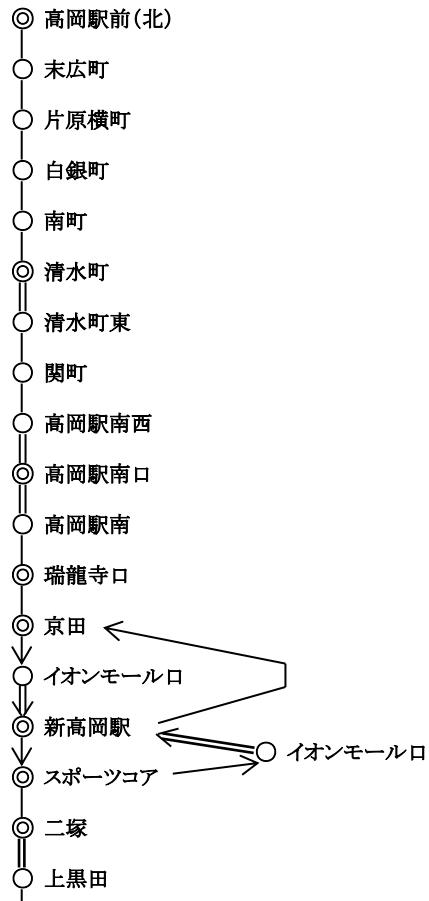 高岡駅前(北)
末広町
片原横町
白銀町
南町
清水町
清水町東
関町
高岡駅南西
高岡駅南口
高岡駅南
瑞龍寺口
京田
イオンモール口
新高岡駅
イオンモール口
スポーツコア
二塚
上黒田